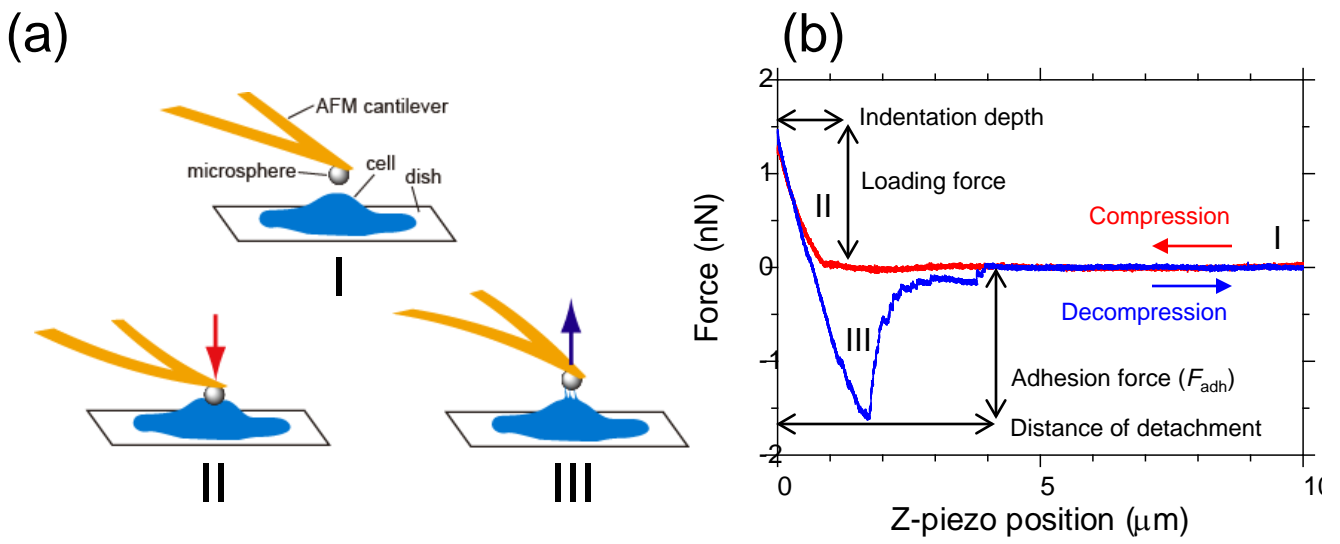 (a)
AFM cantilever
microsphere
cell
dish
I
II
III
(b)
2
1
0
-1
-2
Force (nN)
Indentation depth
Loading force
II
Compression
I
Decompression
III
Adhesion force (Fadh)
Distance of detachment
0
5
10
Z-piezo position (μm)